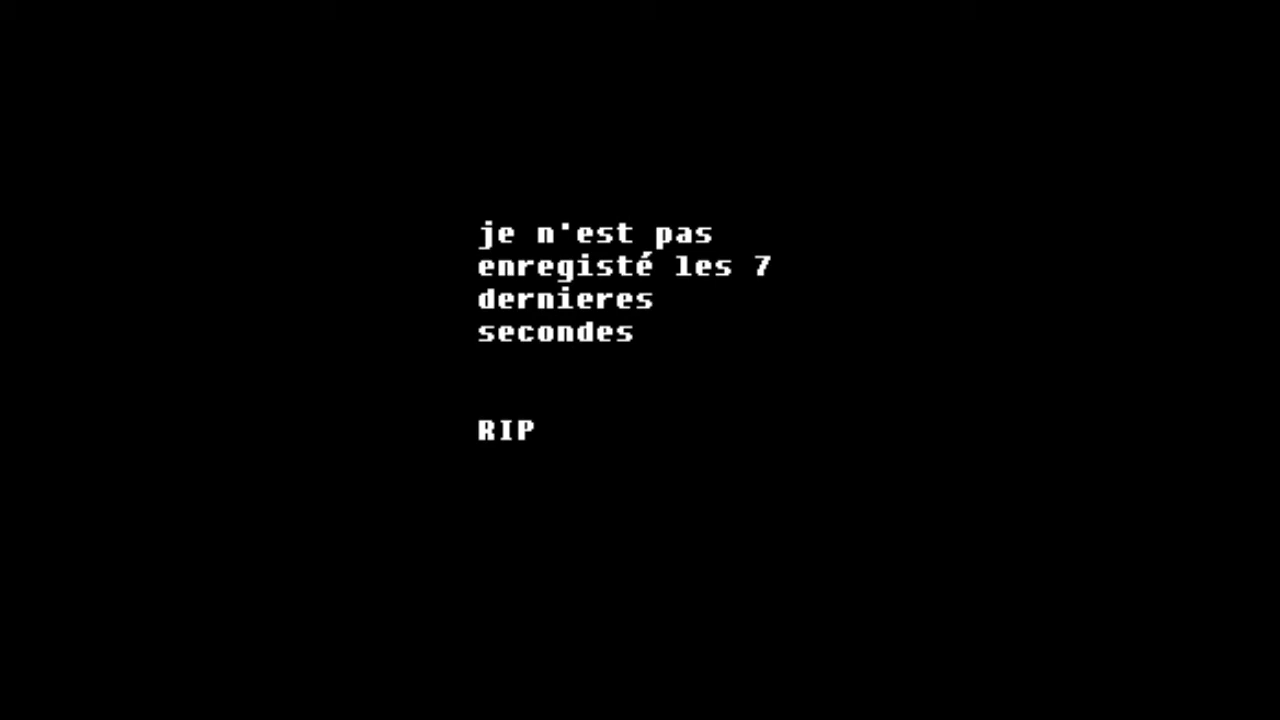 je n'est pas
enregisté les 7
dernieres
secondes
RIP